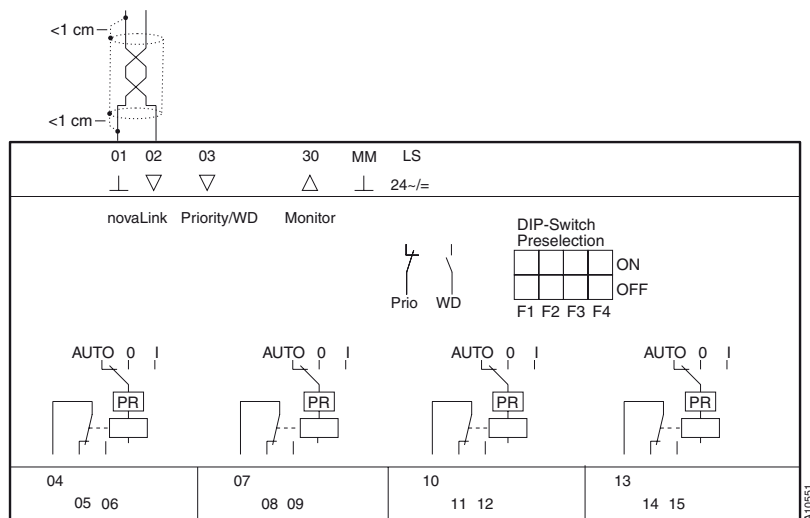 <1 cm
<1 cm
01 02 03 30 MM LS
24~/=
novaLink Priority/WD Monitor
DIP-Switch
Preselection
ON
OFF
F1 F2 F3 F4
Prio WD
AUTO 0 I AUTO 0 I AUTO 0 I AUTO 0 I
PR PR PR PR
04 07 10 13
05 06 08 09 11 12 14 15